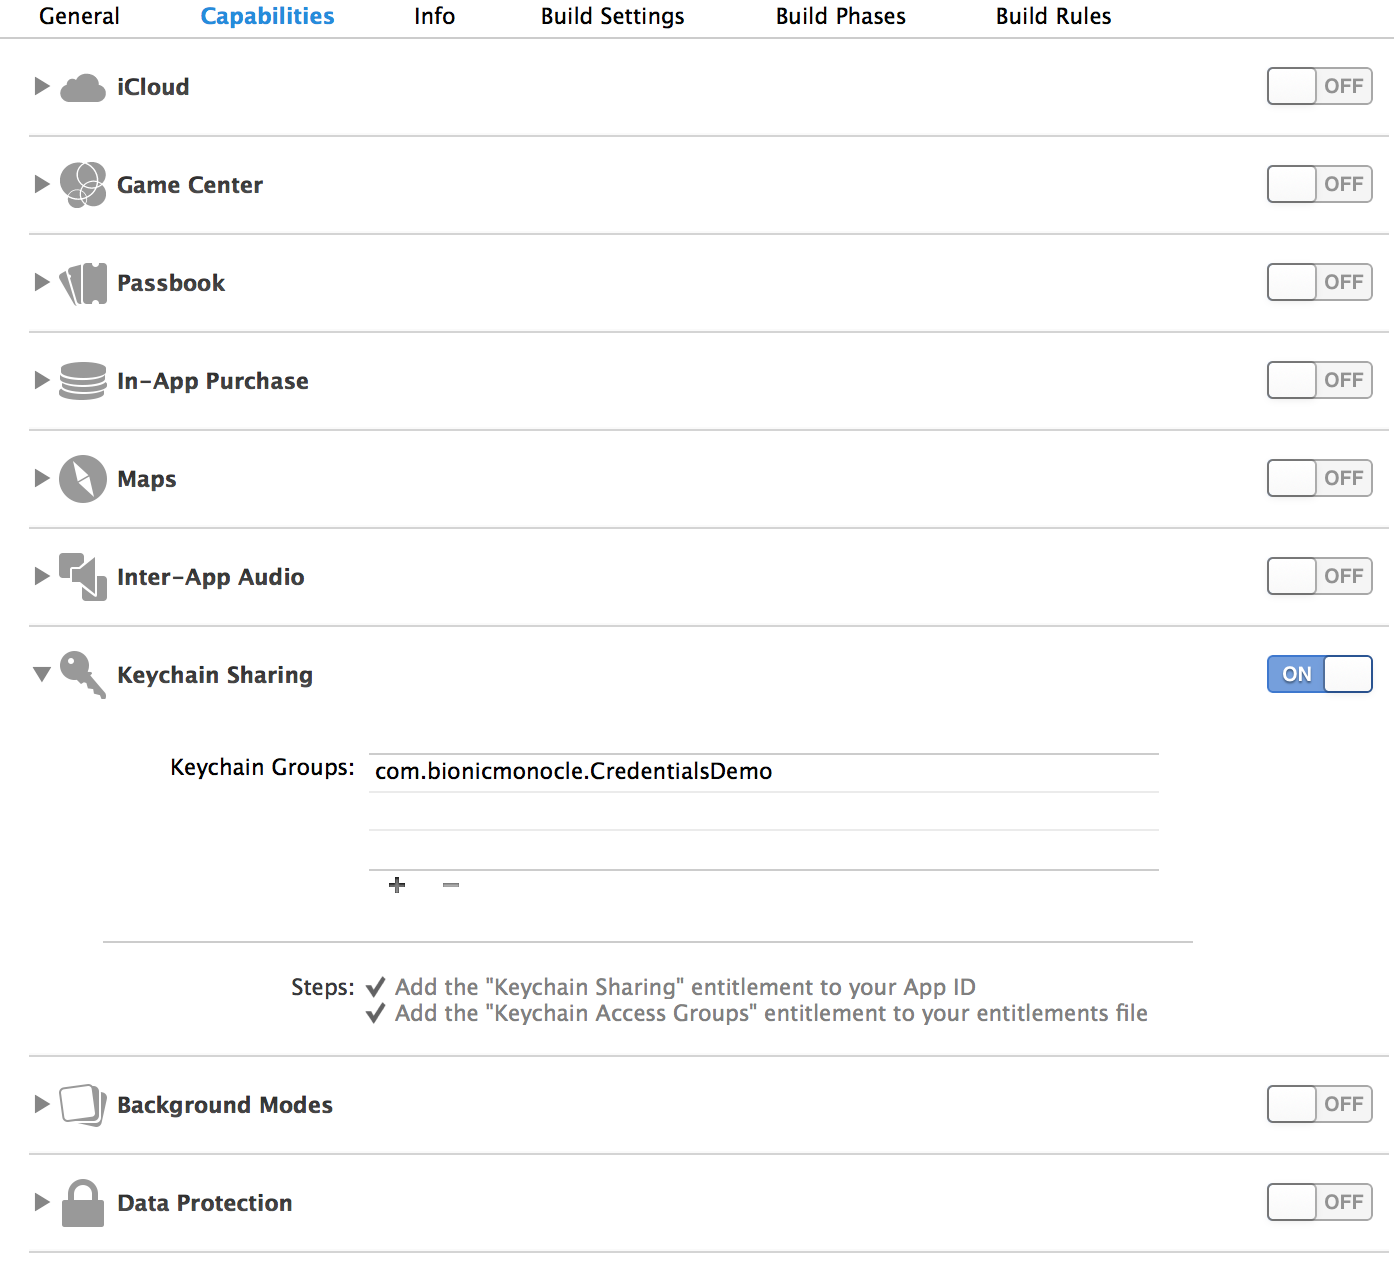 General Capabilities Info Build Settings Build Phases Build Rules
iCloud OFF
Game Center OFF
Passbook OFF
In-App Purchase OFF
Maps OFF
Inter-App Audio OFF
Keychain Sharing ON
Keychain Groups: com.bionicmonocle.CredentialsDemo
Steps: ✔ Add the "Keychain Sharing" entitlement to your App ID
✔ Add the "Keychain Access Groups" entitlement to your entitlements file
Background Modes OFF
Data Protection OFF